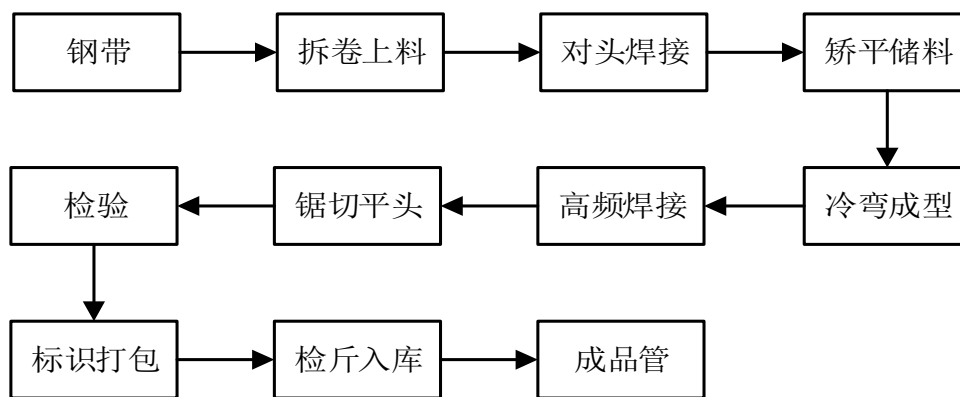 钢带
拆卷上料
对头焊接
矫平储料
冷弯成型
高频焊接
锯切平头
检验
标识打包
检斤入库
成品管